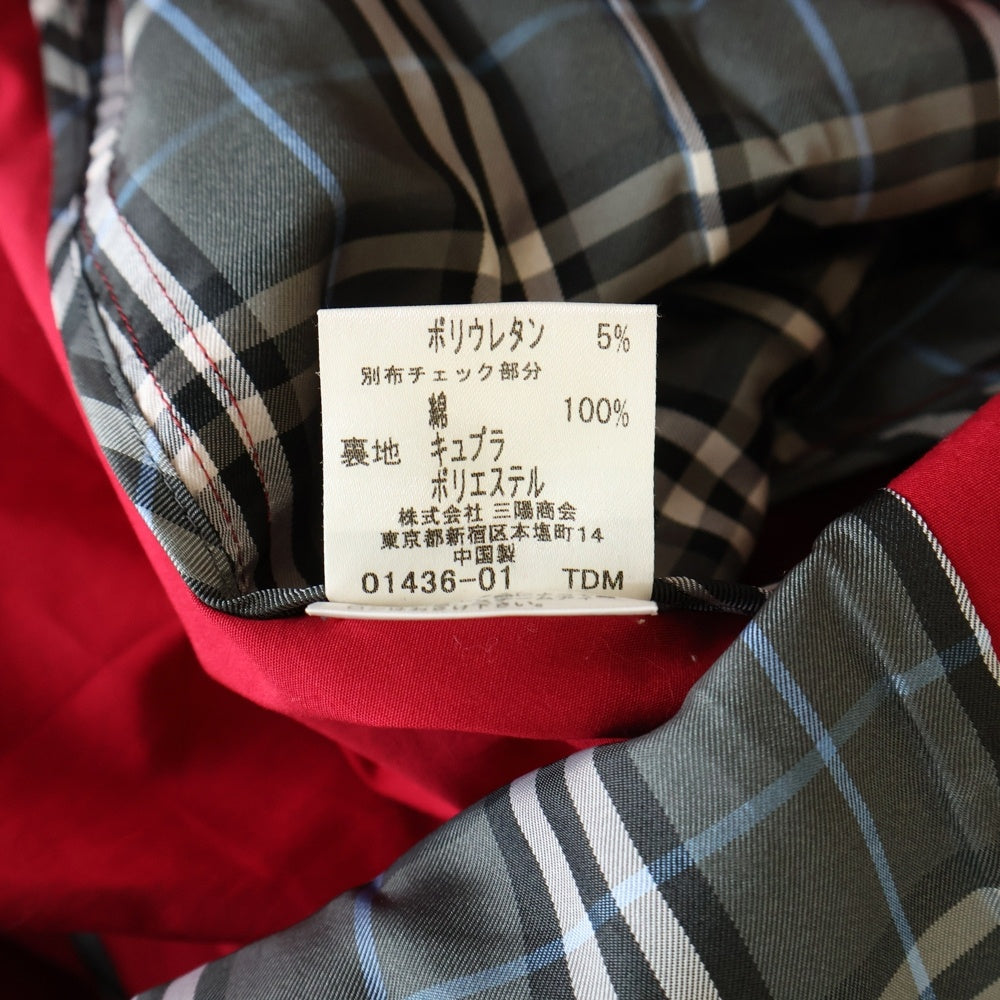 ポリウレタン 5%
別布チェック部分
綿 100%
裏地 キュプラ
ポリエステル
株式会社 三陽商会
東京都新宿区本塩町14
中国製
01436-01 TDM